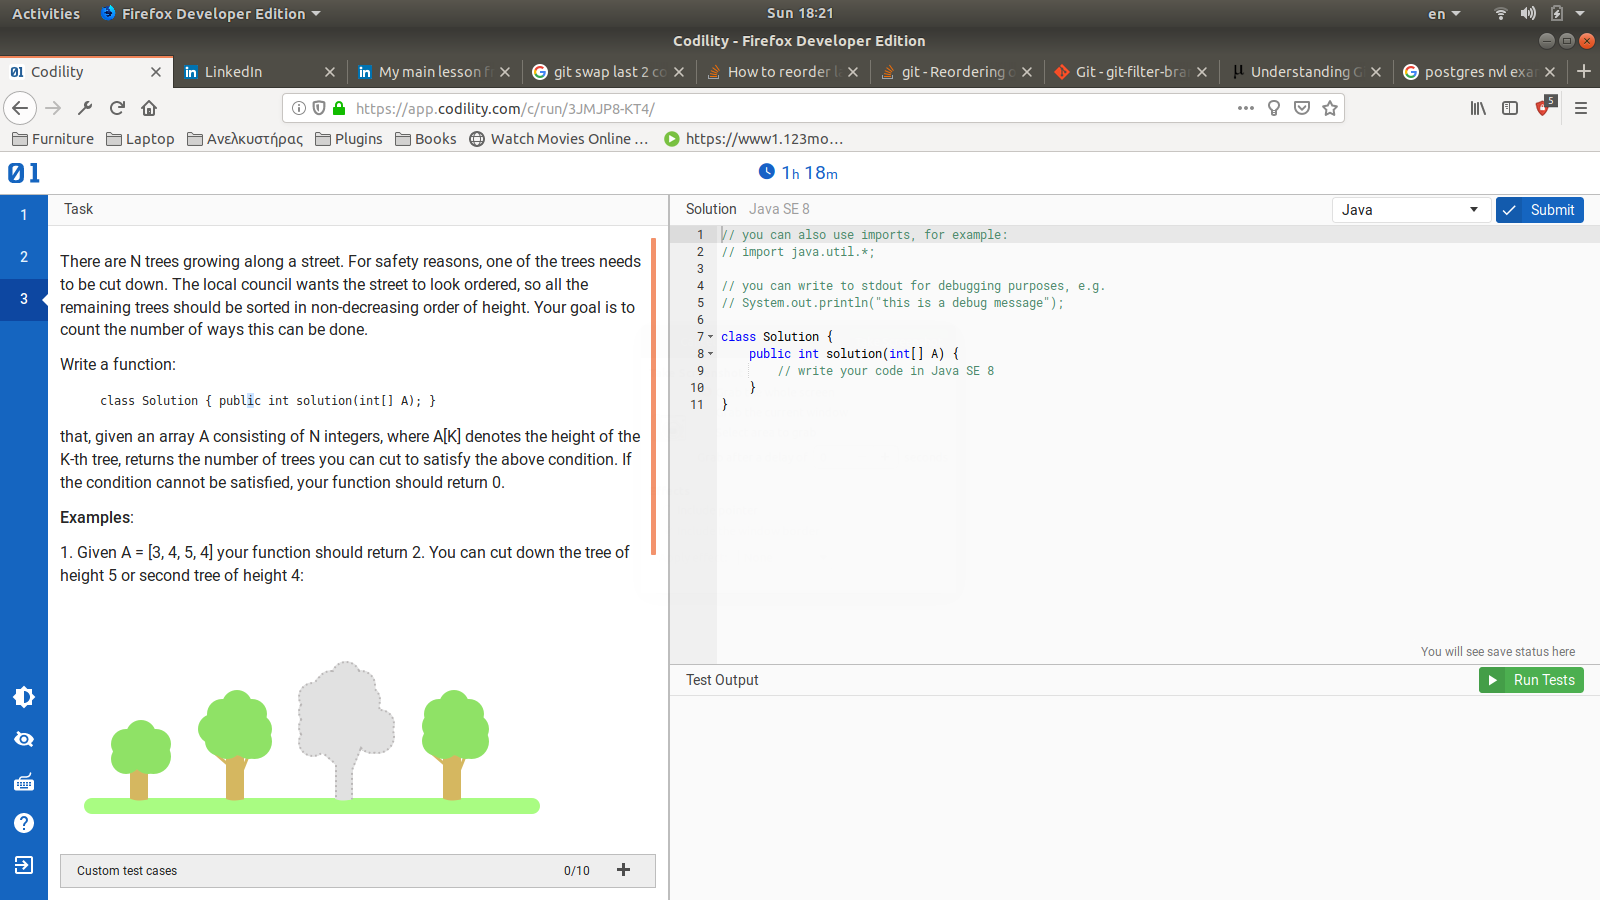 Activities Firefox Developer Edition Sun 18:21 en
Codility - Firefox Developer Edition
01 Codility LinkedIn My main lesson f git swap last 2 co How to reorder git - Reordering Git - git-filter-bra Understanding G postgres nvl exa
https://app.codility.com/c/run/3JMJP8-KT4/ 5
Furniture Laptop Ανελκυστήρας Plugins Books Watch Movies Online ... https://www1.123mo...
01 1h 18m
1 Task Solution Java SE 8 Java Submit
2
3
There are N trees growing along a street. For safety reasons, one of the trees needs
to be cut down. The local council wants the street to look ordered, so all the
remaining trees should be sorted in non-decreasing order of height. Your goal is to
count the number of ways this can be done.
Write a function:
class Solution { public int solution(int[] A); }
that, given an array A consisting of N integers, where A[K] denotes the height of the
K-th tree, returns the number of trees you can cut to satisfy the above condition. If
the condition cannot be satisfied, your function should return 0.
Examples:
1. Given A = [3, 4, 5, 4] your function should return 2. You can cut down the tree of
height 5 or second tree of height 4:
Custom test cases 0/10 +
1 // you can also use imports, for example:
2 // import java.util.*;
3
4 // you can write to stdout for debugging purposes, e.g.
5 // System.out.println("this is a debug message");
6
7 class Solution {
8 public int solution(int[] A) {
9 // write your code in Java SE 8
10 }
11 }
You will see save status here
Test Output Run Tests